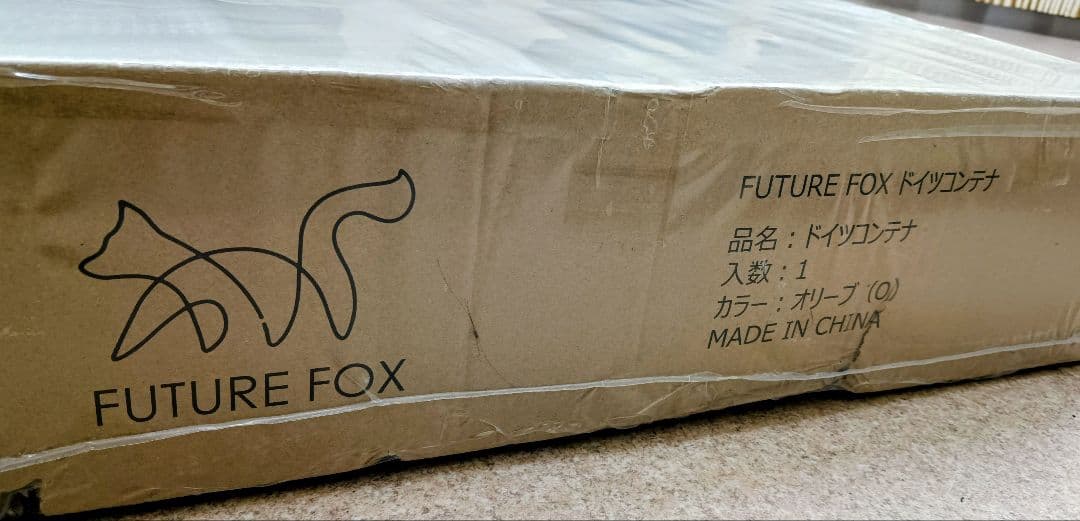 FUTURE FOX
FUTURE FOX ドイツコンテナ
品名：ドイツコンテナ
入数：1
カラー：オリーブ（O）
MADE IN CHINA